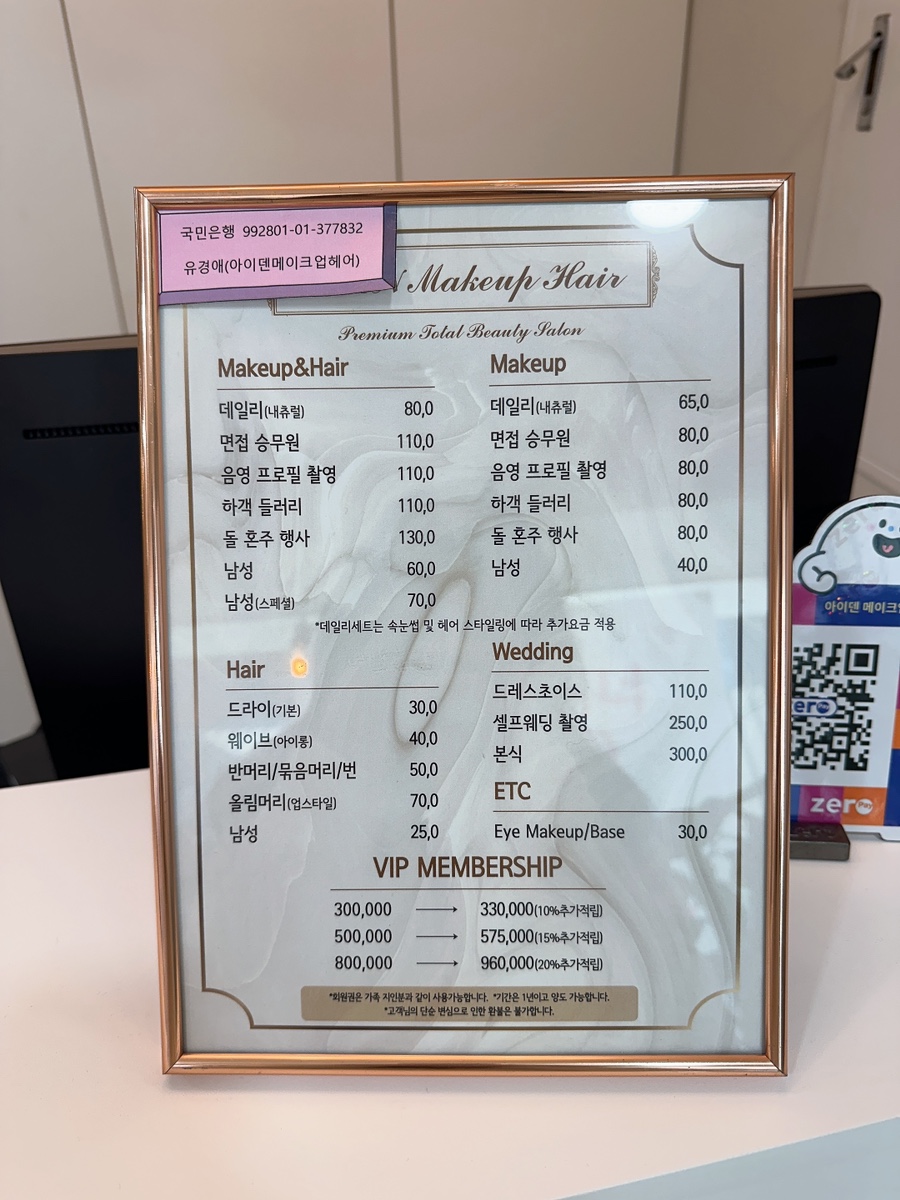 국민은행 992801-01-377832
유경애(아이덴메이크업헤어)
Makeup Hair
Premium Total Beauty Salon
Makeup&Hair
데일리(내츄럴) 80,0
면접 승무원 110,0
음영 프로필 촬영 110,0
하객 들러리 110,0
돌 혼주 행사 130,0
남성 60,0
남성(스페셜) 70,0
Makeup
데일리(내츄럴) 65,0
면접 승무원 80,0
음영 프로필 촬영 80,0
하객 들러리 80,0
돌 혼주 행사 80,0
남성 40,0
*데일리세트는 속눈썹 및 헤어 스타일링에 따라 추가요금 적용
Hair
드라이(기본) 30,0
웨이브(아이롱) 40,0
반머리/묶음머리/번 50,0
올림머리(업스타일) 70,0
남성 25,0
Wedding
드레스초이스 110,0
셀프웨딩 촬영 250,0
본식 300,0
ETC
Eye Makeup/Base 30,0
VIP MEMBERSHIP
300,000 → 330,000(10%추가적립)
500,000 → 575,000(15%추가적립)
800,000 → 960,000(20%추가적립)
*회원권은 가족 지인분과 같이 사용가능합니다. *기간은 1년이고 양도 가능합니다.
*고객님의 단순 변심으로 인한 환불은 불가합니다.
아이덴 메이크업
zero Pay